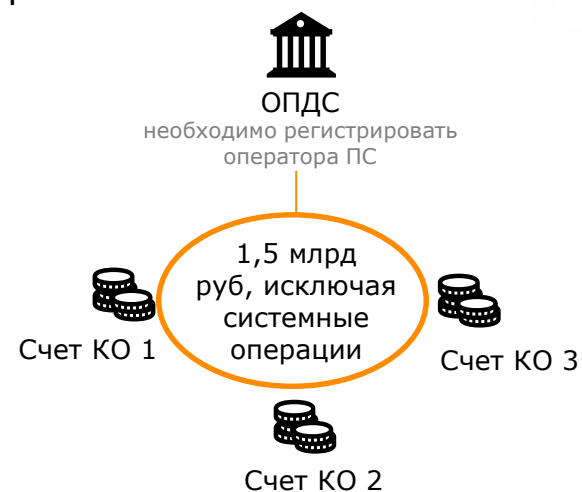 ОПДС
необходимо регистрировать
оператора ПС
1,5 млрд
руб, исключая
системные
операции
Счет КО 1
Счет КО 3
Счет КО 2